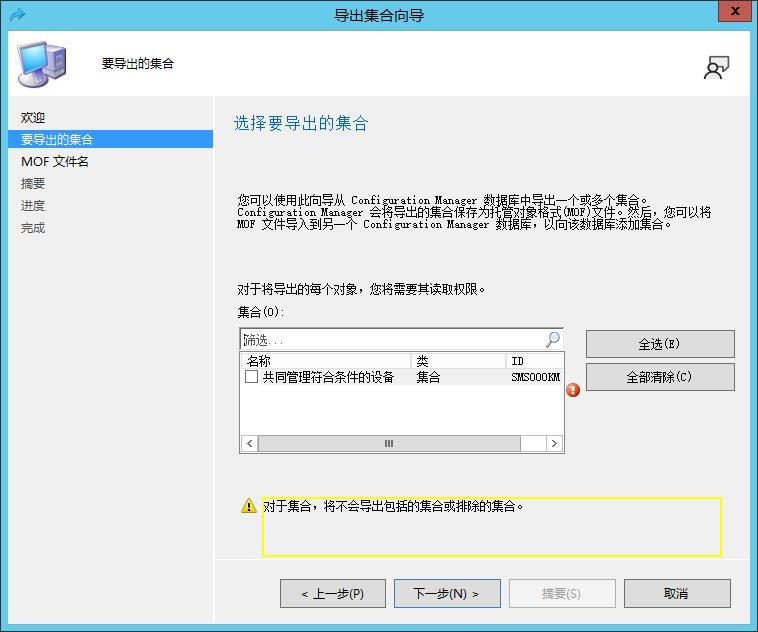 导出集合向导
x
要导出的集合
欢迎
要导出的集合
MOF 文件名
摘要
进度
完成
选择要导出的集合
您可以使用此向导从 Configuration Manager 数据库中导出一个或多个集合。
Configuration Manager 会将导出的集合保存为托管对象格式(MOF)文件。然后，您可以将
MOF 文件导入到另一个 Configuration Manager 数据库，以向该数据库添加集合。
对于将导出的每个对象，您将需要其读取权限。
集合(O):
筛选...
全选(E)
名称 类 ID
共同管理符合条件的设备 集合 SMS000KM
全部清除(C)
对于集合，将不会导出包括的集合或排除的集合。
< 上一步(P) 下一步(N) > 摘要(S) 取消